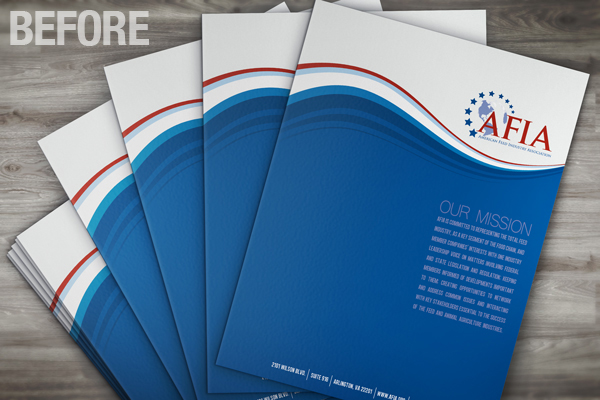 BEFORE
AFIA
AMERICAN FEED INDUSTRY ASSOCIATION
OUR MISSION
AFIA IS COMMITTED TO REPRESENTING THE TOTAL FEED
INDUSTRY, AS A KEY SEGMENT OF THE FOOD CHAIN, AND
MEMBER COMPANIES' INTERESTS WITH ONE INDUSTRY
LEADERSHIP VOICE ON MATTERS INVOLVING FEDERAL
AND STATE LEGISLATION AND REGULATION; KEEPING
MEMBERS INFORMED OF DEVELOPMENTS IMPORTANT
TO THEM; CREATING OPPORTUNITIES TO NETWORK
AND ADDRESS COMMON ISSUES AND INTERACTING
WITH KEY STAKEHOLDERS ESSENTIAL TO THE SUCCESS
OF THE FEED AND ANIMAL AGRICULTURE INDUSTRIES
2101 WILSON BLVD. | SUITE 916 | ARLINGTON, VA 22201 | WWW.AFIA.ORG